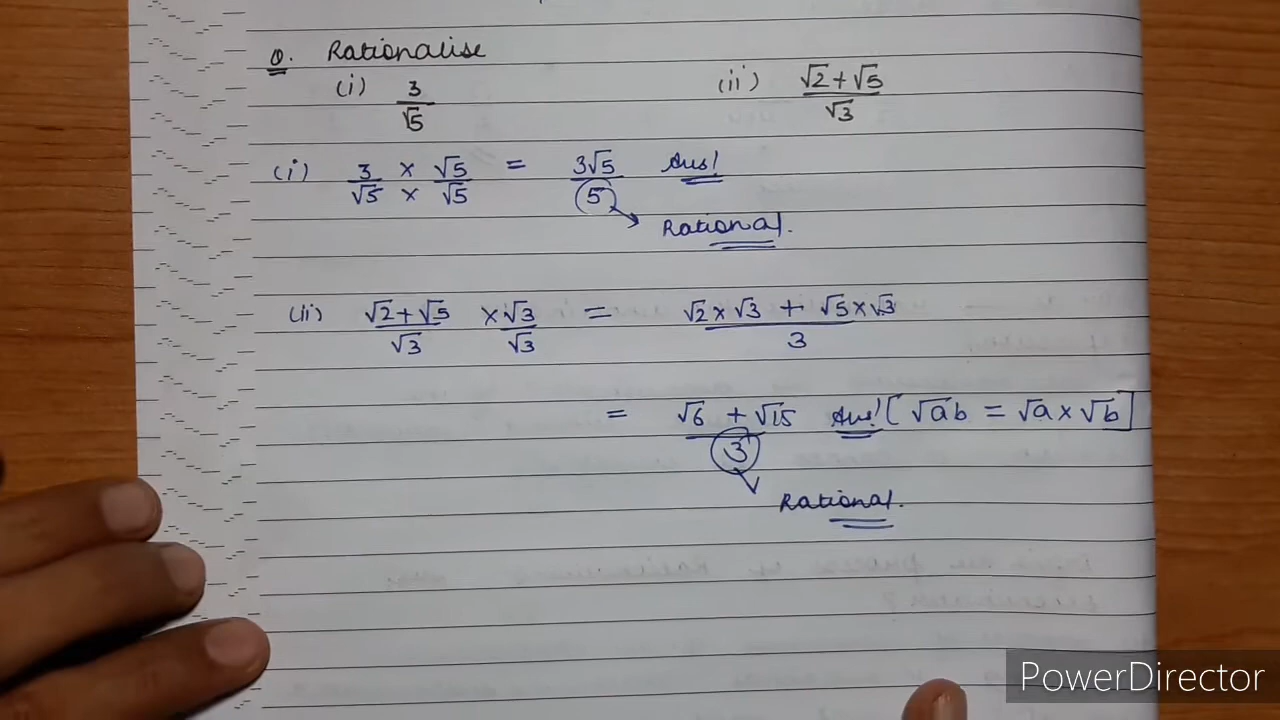 Q. Rationalise
(i) 3/√5 (ii) √2+√5/√3
(i) 3/√5 × √5/√5 = 3√5/5 Ans!
Rational.
(ii) √2+√5/√3 × √3/√3 = √2×√3 + √5×√3/3
= √6 + √15/3 Ans! [√ab = √a × √b]
Rational.
PowerDirector